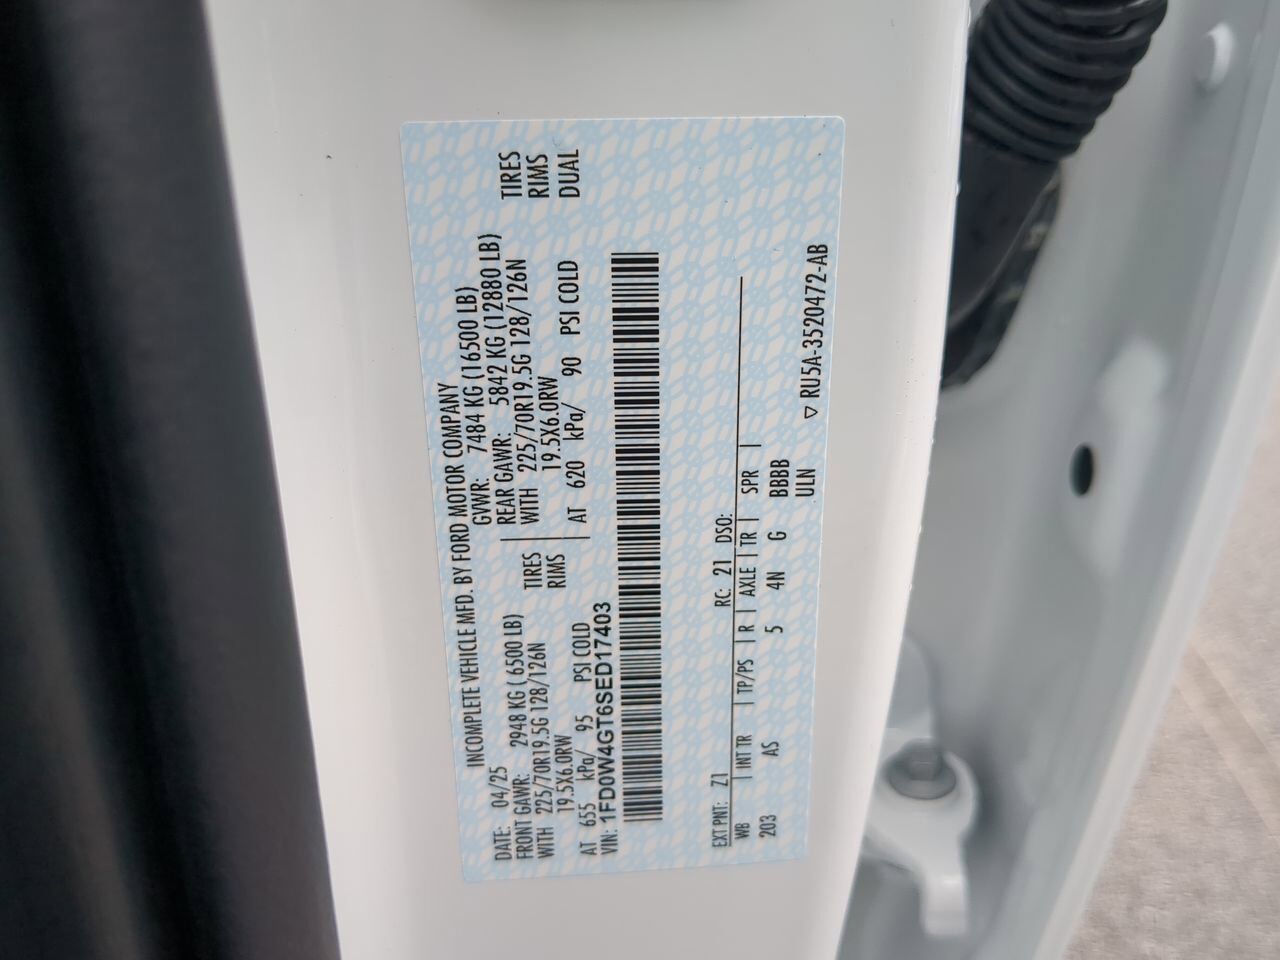 INCOMPLETE VEHICLE MFD. BY FORD MOTOR COMPANY
DATE: 04/25 GVWR: 7484 KG (16500 LB)
FRONT GAWR: 2948 KG ( 6500 LB) REAR GAWR: 5842 KG (12880 LB)
WITH 225/70R19.5G 128/126N TIRES WITH 225/70R19.5G 128/126N TIRES
19.5X6.0RW RIMS 19.5X6.0RW RIMS
AT 655 kPa/ 95 PSI COLD AT 620 kPa/ 90 PSI COLD DUAL
VIN: 1FD0W4GT6SED17403
EXT PNT: Z1 RC: 21 DSO:
WB | INT TR | TP/PS | R | AXLE | TR | SPR |
203 AS 5 4N G BBBB
ULN
▽ RU5A-3520472-AB